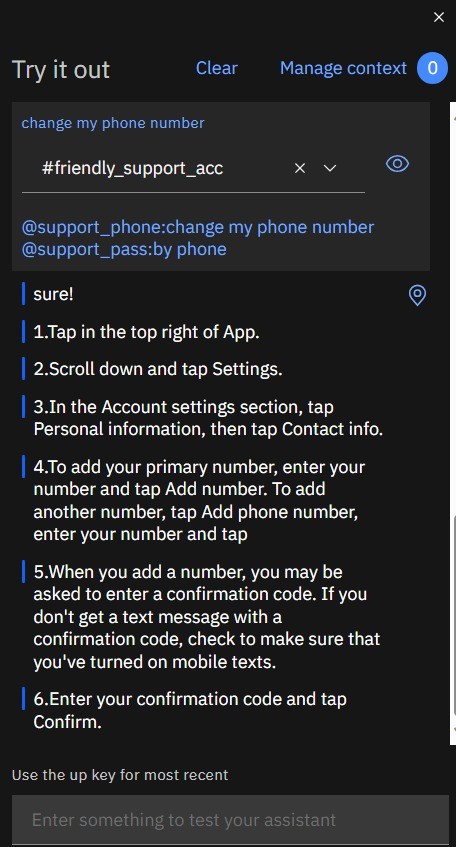 Try it out
Clear
Manage context
0
change my phone number
#friendly_support_acc
@support_phone:change my phone number
@support_pass:by phone
sure!
1.Tap in the top right of App.
2.Scroll down and tap Settings.
3.In the Account settings section, tap
Personal information, then tap Contact info.
4.To add your primary number, enter your
number and tap Add number. To add
another number, tap Add phone number,
enter your number and tap
5.When you add a number, you may be
asked to enter a confirmation code. If you
don't get a text message with a
confirmation code, check to make sure that
you've turned on mobile texts.
6.Enter your confirmation code and tap
Confirm.
Use the up key for most recent
Enter something to test your assistant